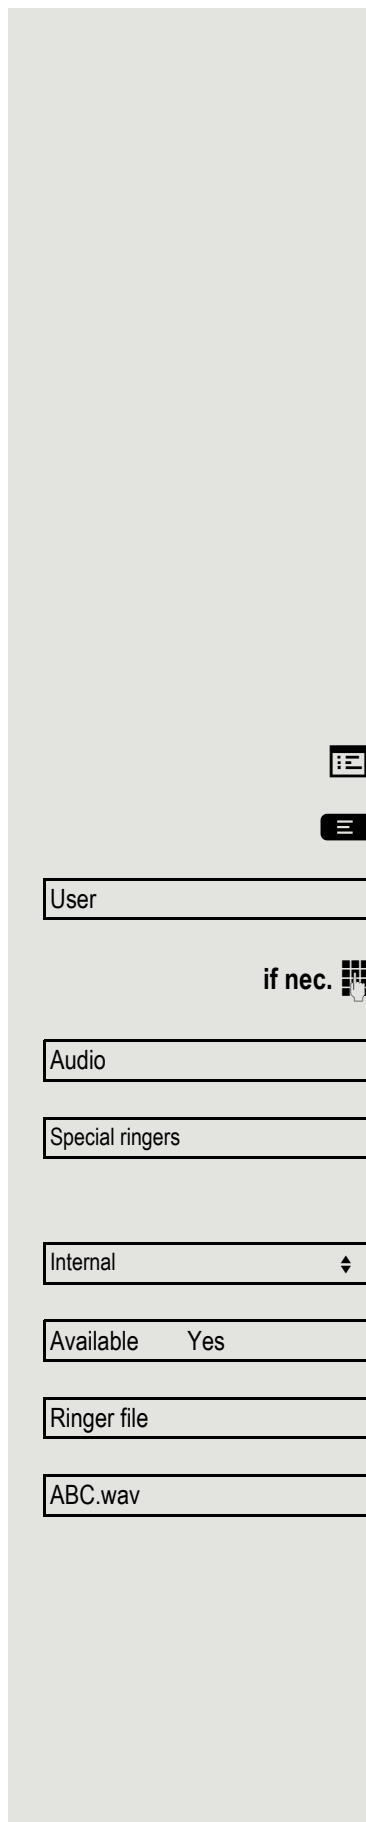 User
if nec.
Audio
Special ringers
Internal
Available Yes
Ringer file
ABC.wav